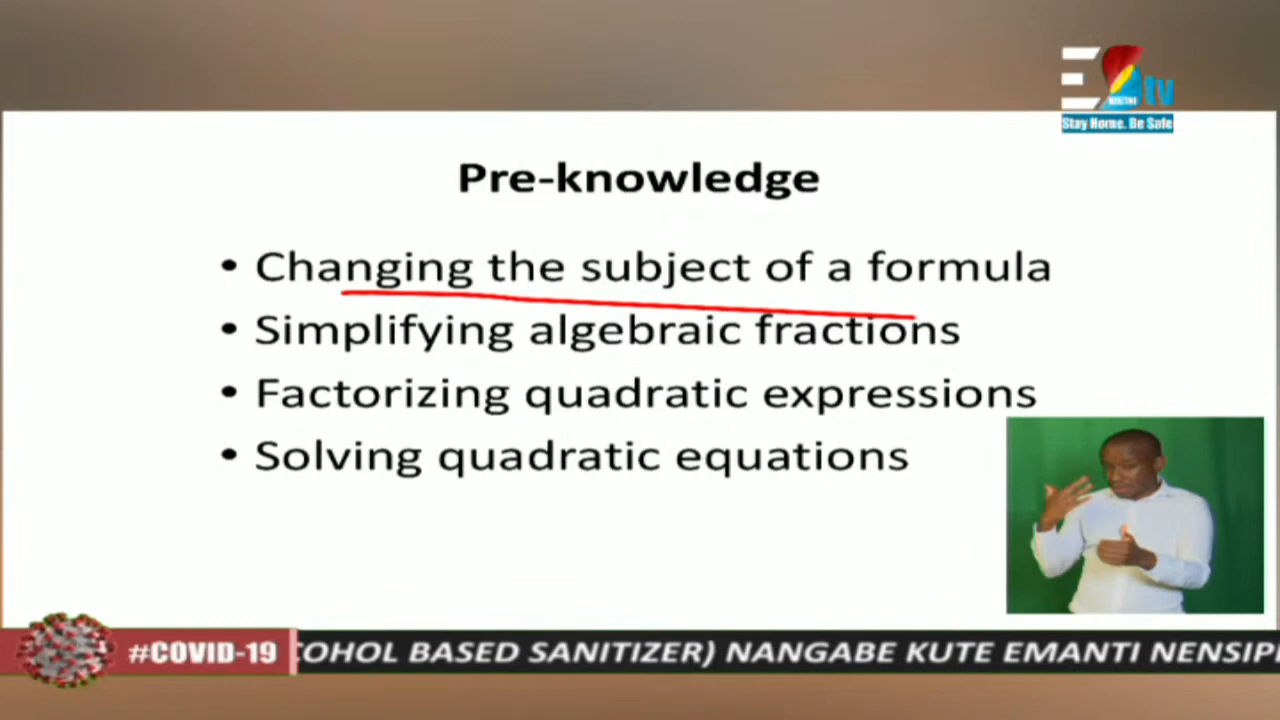 tv
Stay Home. Be Safe
Pre-knowledge
• Changing the subject of a formula
• Simplifying algebraic fractions
• Factorizing quadratic expressions
• Solving quadratic equations
#COVID-19
COHOL BASED SANITIZER) NANGABE KUTE EMANTI NENSIP